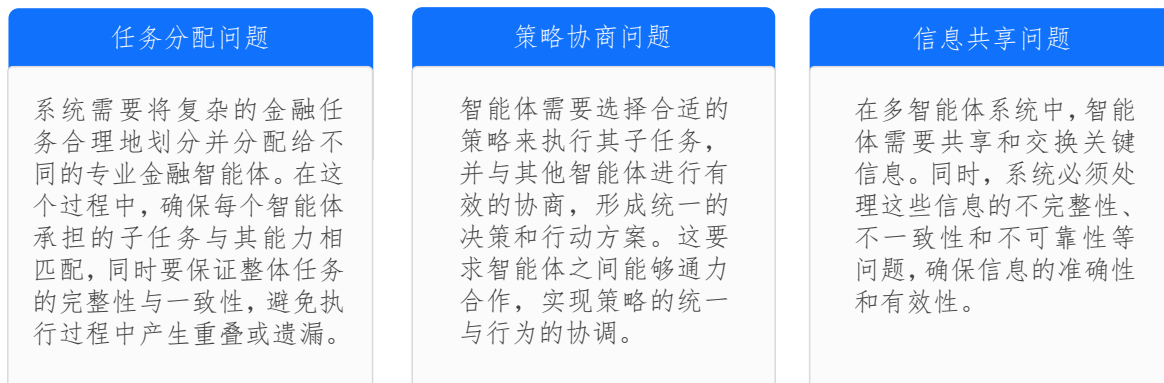 任务分配问题
系统需要将复杂的金融任
务合理地划分并分配给不
同的专业金融智能体。在这
个过程中，确保每个智能体
承担的子任务与其能力相
匹配，同时要保证整体任务
的完整性与一致性，避免执
行过程中产生重叠或遗漏。
策略协商问题
智能体需要选择合适的
策略来执行其子任务，
并与其他智能体进行有
效的协商，形成统一的
决策和行动方案。这要
求智能体之间能够通力
合作，实现策略的统一
与行为的协调。
信息共享问题
在多智能体系统中，智能
体需要共享和交换关键
信息。同时，系统必须处
理这些信息的不完整性、
不一致性和不可靠性等
问题，确保信息的准确性
和有效性。